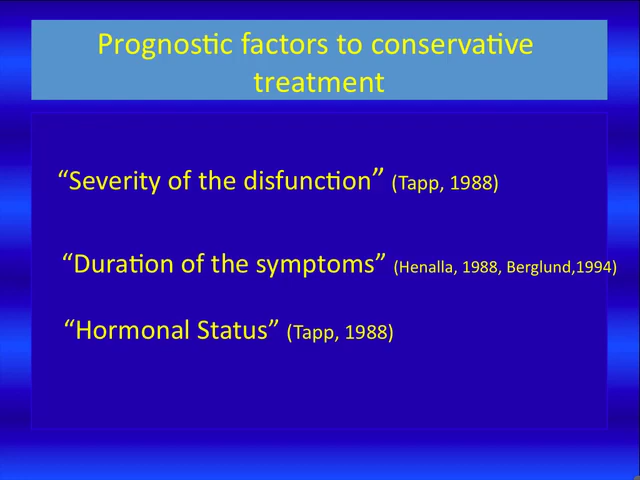 Prognostic factors to conservative
treatment
“Severity of the disfunction” (Tapp, 1988)
“Duration of the symptoms” (Henalla, 1988, Berglund,1994)
“Hormonal Status” (Tapp, 1988)